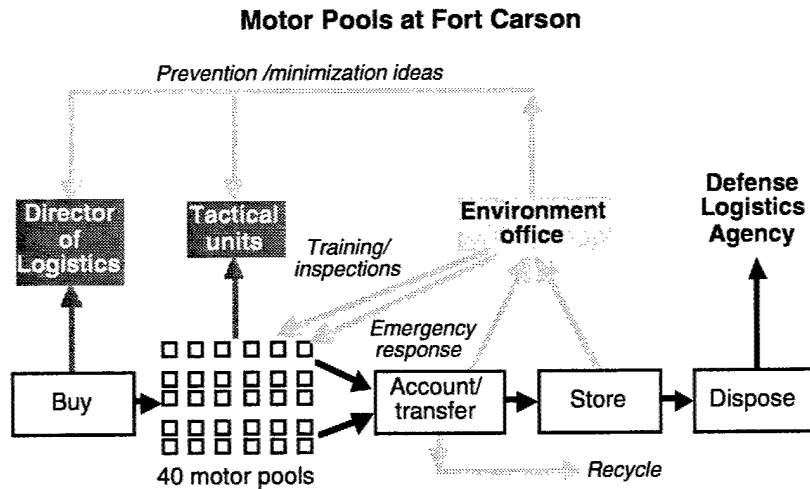 Motor Pools at Fort Carson
Prevention /minimization ideas
Director
of
Logistics
Tactical
units
Training/
inspections
Environment
office
Defense
Logistics
Agency
Emergency
response
Buy
40 motor pools
Account/
transfer
Store
Dispose
Recycle